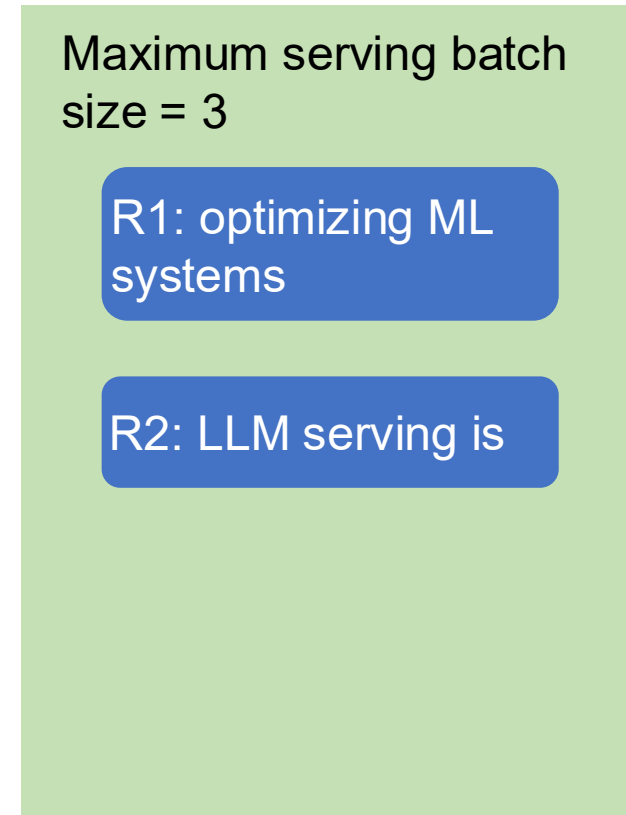 Maximum serving batch
size = 3
R1: optimizing ML
systems
R2: LLM serving is